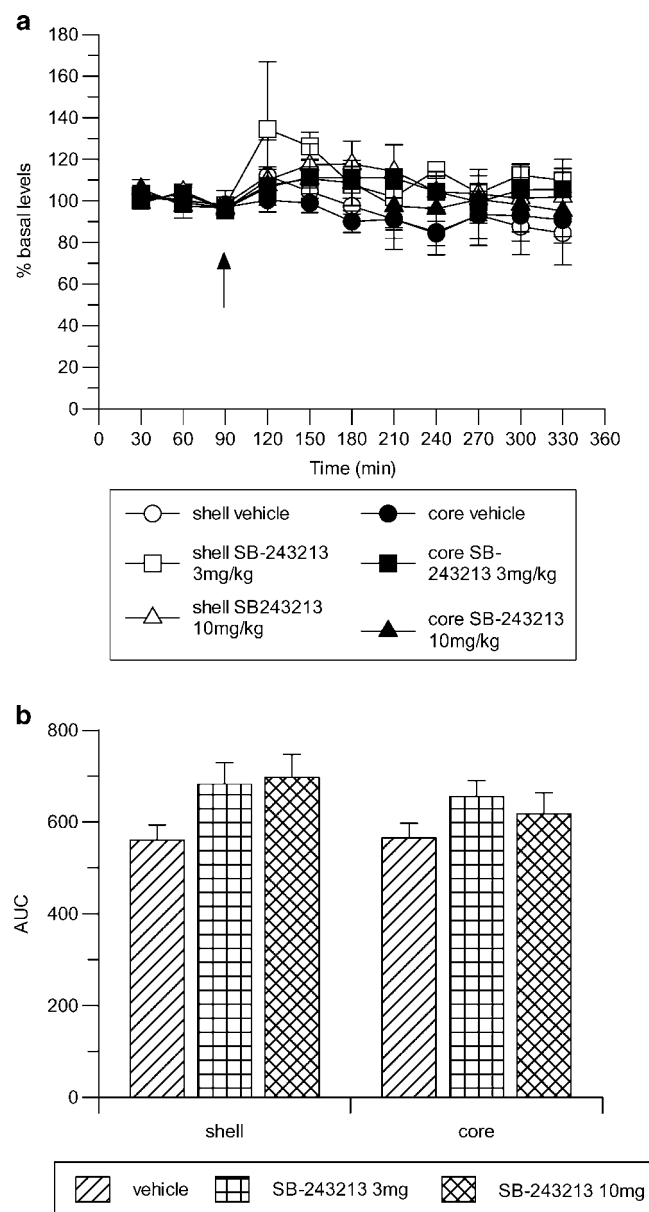 a
180
160
140
120
100
80
60
40
20
0
% basal levels
0 30 60 90 120 150 180 210 240 270 300 330 360
Time (min)
shell vehicle
core vehicle
shell SB-243213
3mg/kg
core SB-
243213 3mg/kg
shell SB243213
10mg/kg
core SB-243213
10mg/kg
b
800
600
400
200
0
AUC
shell core
vehicle SB-243213 3mg SB-243213 10mg